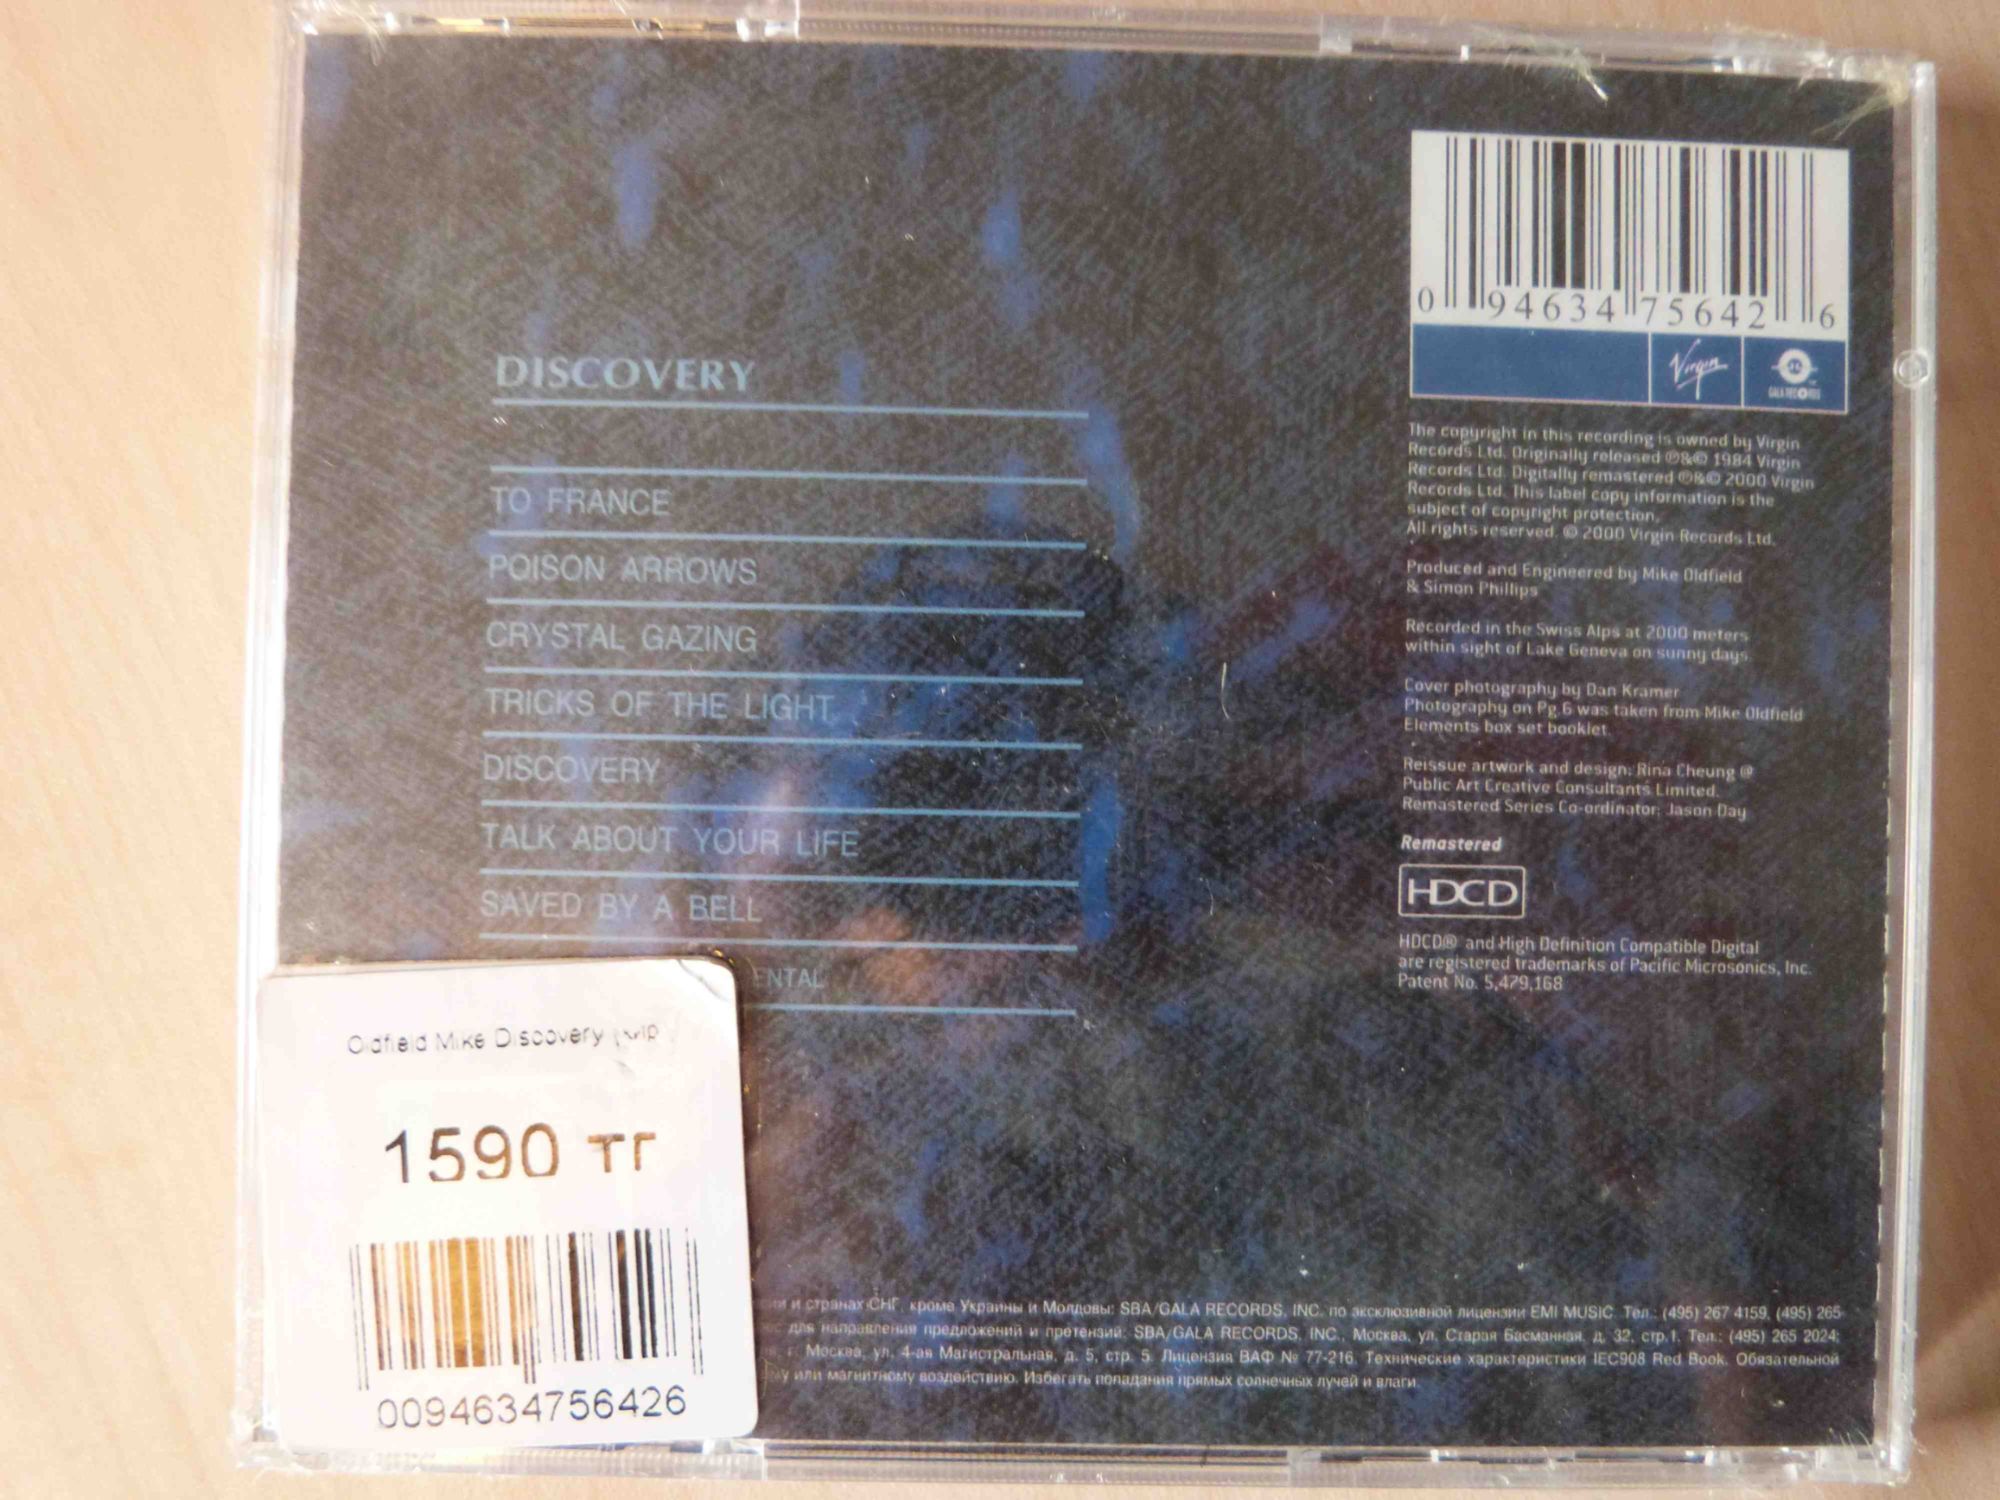 DISCOVERY
TO FRANCE
POISON ARROWS
CRYSTAL GAZING
TRICKS OF THE LIGHT
DISCOVERY
TALK ABOUT YOUR LIFE
SAVED BY A BELL
ENTAL
0 94634 75642 6
Virgin
GALA RECORDS
The copyright in this recording is owned by Virgin
Records Ltd. Originally released ℗&© 1984 Virgin
Records Ltd. Digitally remastered ℗&© 2000 Virgin
Records Ltd. This label copy information is the
subject of copyright protection.
All rights reserved. © 2000 Virgin Records Ltd.
Produced and Engineered by Mike Oldfield
& Simon Phillips
Recorded in the Swiss Alps at 2000 meters
within sight of Lake Geneva on sunny days
Cover photography by Dan Kramer
Photography on Pg.6 was taken from Mike Oldfield
Elements box set booklet.
Reissue artwork and design: Rina Cheung @
Public Art Creative Consultants Limited.
Remastered Series Co-ordinator: Jason Day
Remastered
HDCD
HDCD® and High Definition Compatible Digital
are registered trademarks of Pacific Microsonics, Inc.
Patent No. 5,479,168
Oldfield Mike Discovery
1590 тг
0094634756426
и странах СНГ, кроме Украины и Молдовы: SBA/GALA RECORDS, INC. по эксклюзивной лицензии EMI MUSIC. Тел.: (495) 267 4159, (495) 265
для направления предложений и претензий: SBA/GALA RECORDS, INC., Москва, ул. Старая Басманная, д. 32, стр.1. Тел.: (495) 265 2024;
г. Москва, ул. 4-ая Магистральная, д. 5, стр. 5. Лицензия ВАФ № 77-216. Технические характеристики IEC908 Red Book. Обязательной
или магнитному воздействию. Избегать попадания прямых солнечных лучей и влаги.